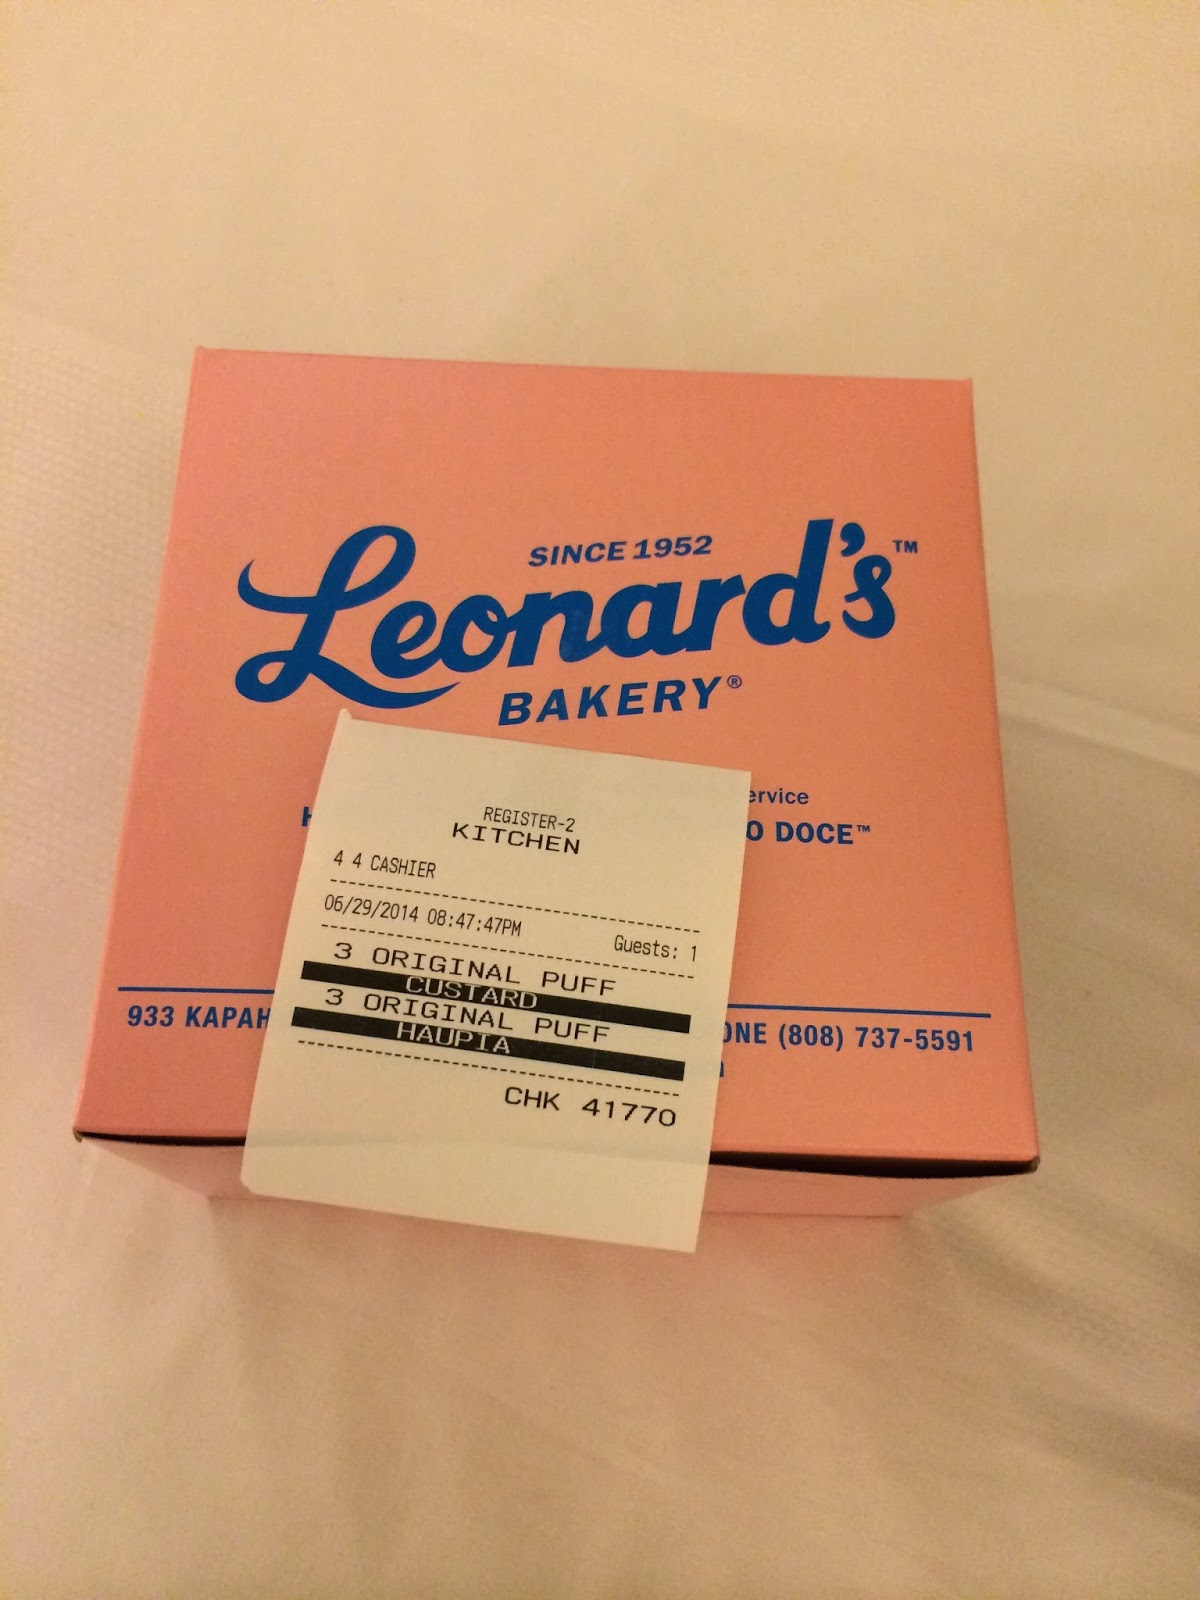 SINCE 1952
Leonard's™
BAKERY®
ervice
O DOCE™
933 KAPAH
ONE (808) 737-5591
REGISTER-2
KITCHEN
4 4 CASHIER
06/29/2014 08:47:47PM
Guests: 1
3 ORIGINAL PUFF
CUSTARD
3 ORIGINAL PUFF
HAUPIA
CHK 41770